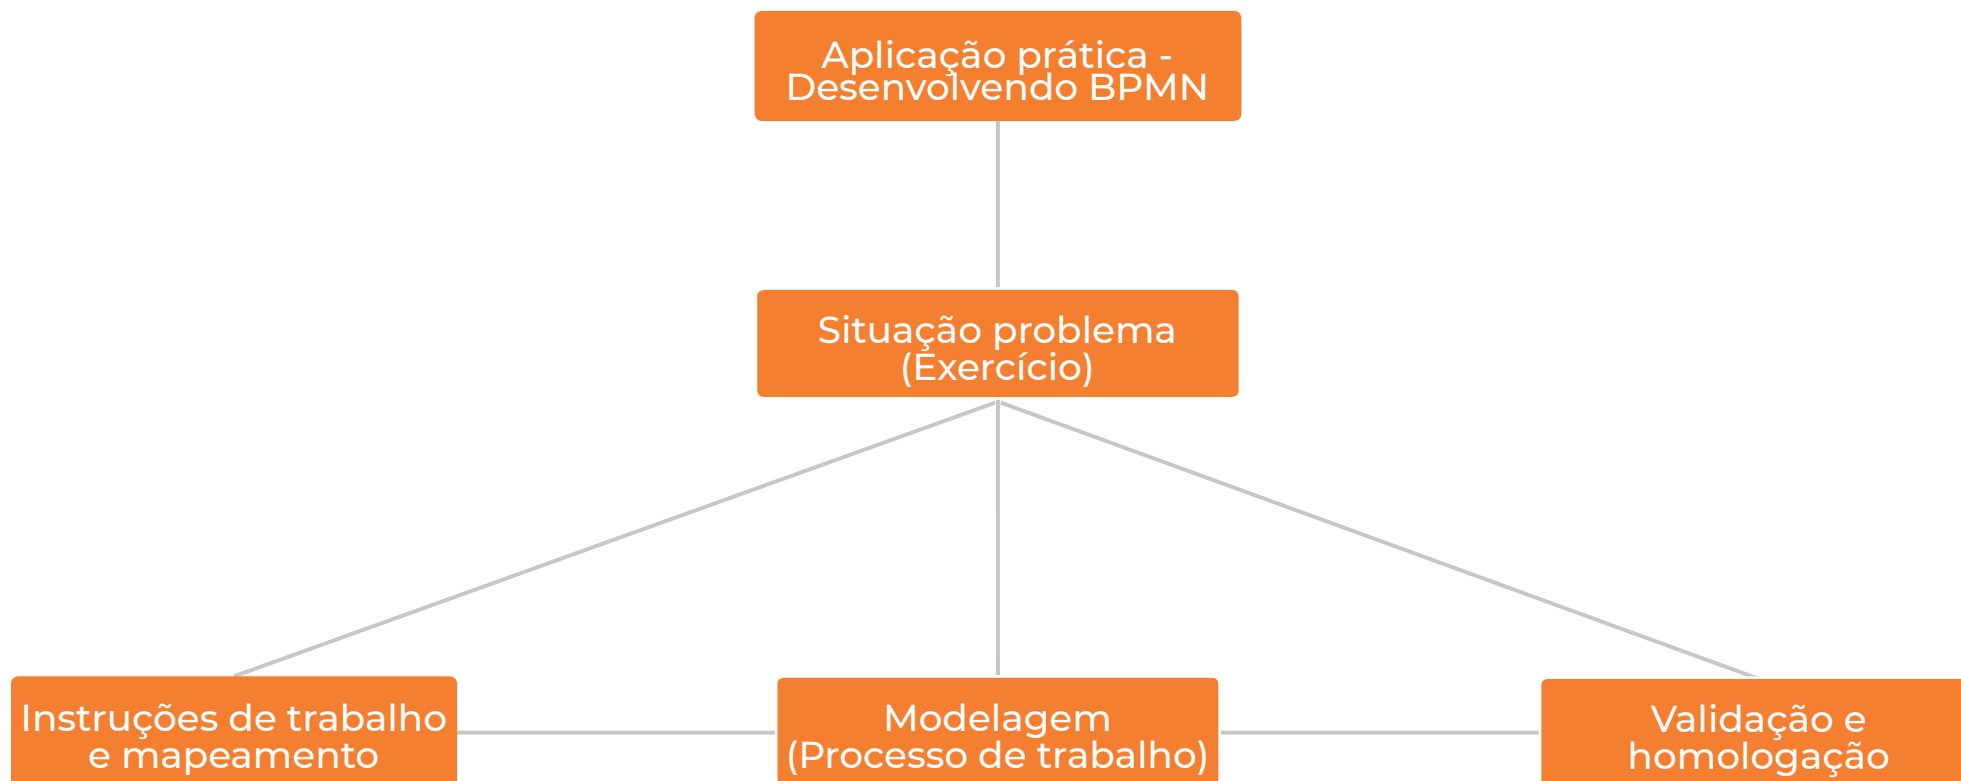 Aplicação prática -
Desenvolvendo BPMN
Situação problema
(Exercício)
Instruções de trabalho
e mapeamento
Modelagem
(Processo de trabalho)
Validação e
homologação